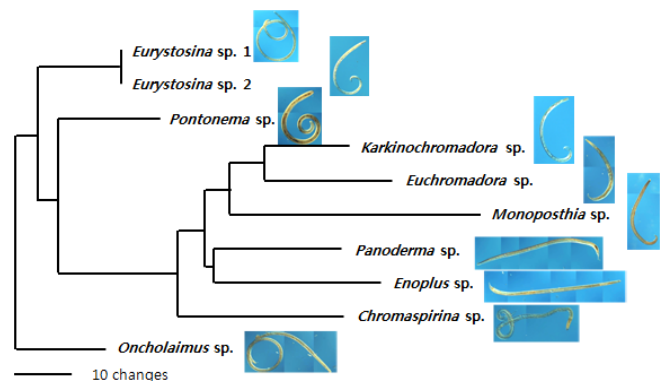 Eurystosina sp. 1
Eurystosina sp. 2
Pontonema sp.
Karkinochromadora sp.
Euchromadora sp.
Monoposthia sp.
Panoderma sp.
Enoplus sp.
Chromaspirina sp.
Oncholaimus sp.
10 changes